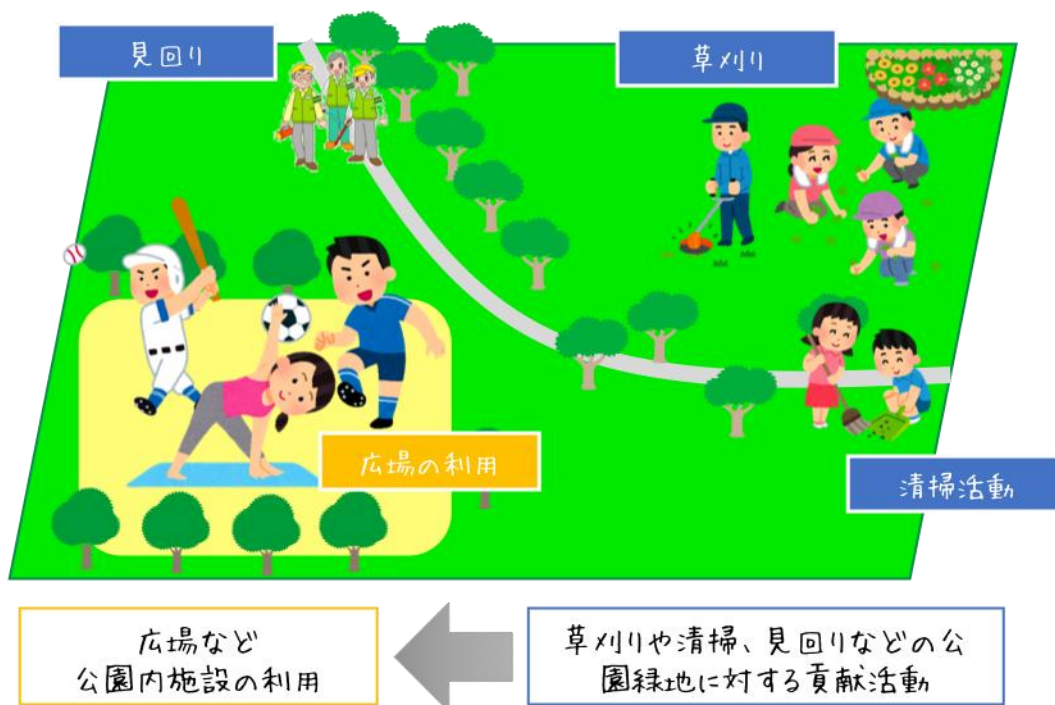 見回り
草刈り
広場の利用
清掃活動
広場など
公園内施設の利用
草刈りや清掃、見回りなどの公
園緑地に対する貢献活動